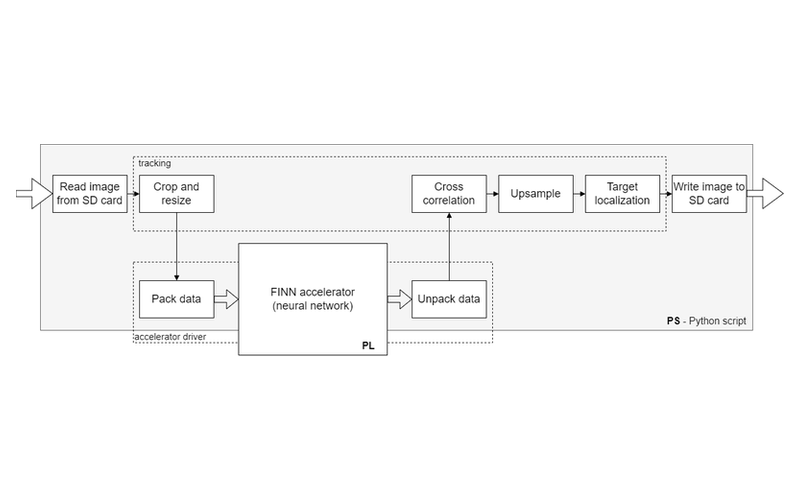 tracking
Read image
from SD card
Crop and
resize
Cross
correlation
Upsample
Target
localization
Write image to
SD card
Pack data
FINN accelerator
(neural network)
PL
Unpack data
accelerator driver
PS - Python script